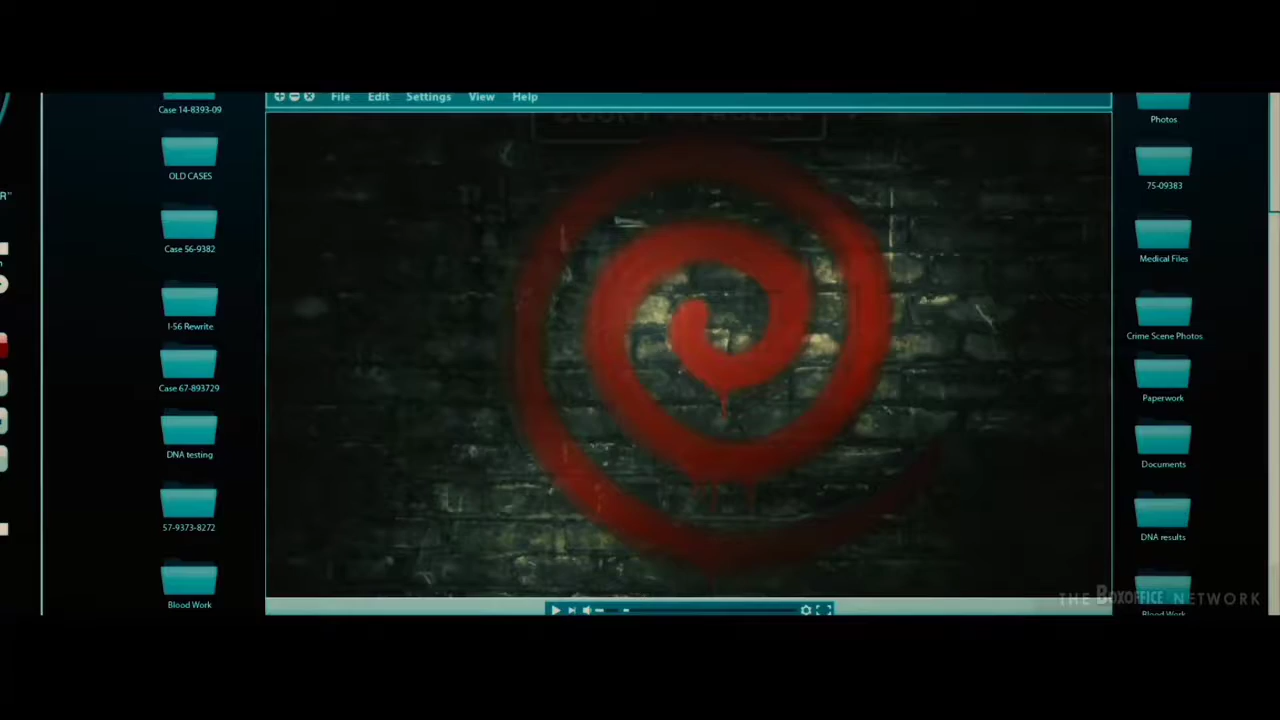 File Edit Settings View Help
Case 14-8393-09
OLD CASES
Case 56-9382
I-56 Rewrite
Case 67-893729
DNA testing
57-9373-8272
Blood Work
R"
n
Photos
75-09383
Medical Files
Crime Scene Photos
Paperwork
Documents
DNA results
Blood Work
THE BOXOFFICE NETWORK